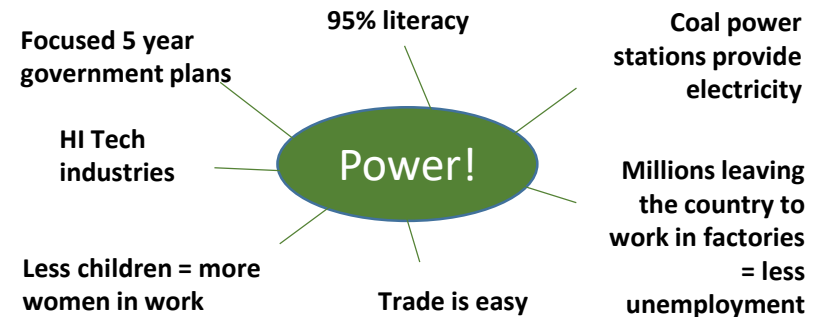 95% literacy
Focused 5 year
government plans
Coal power
stations provide
electricity
HI Tech
industries
Power!
Millions leaving
the country to
work in factories
= less
unemployment
Less children = more
women in work
Trade is easy